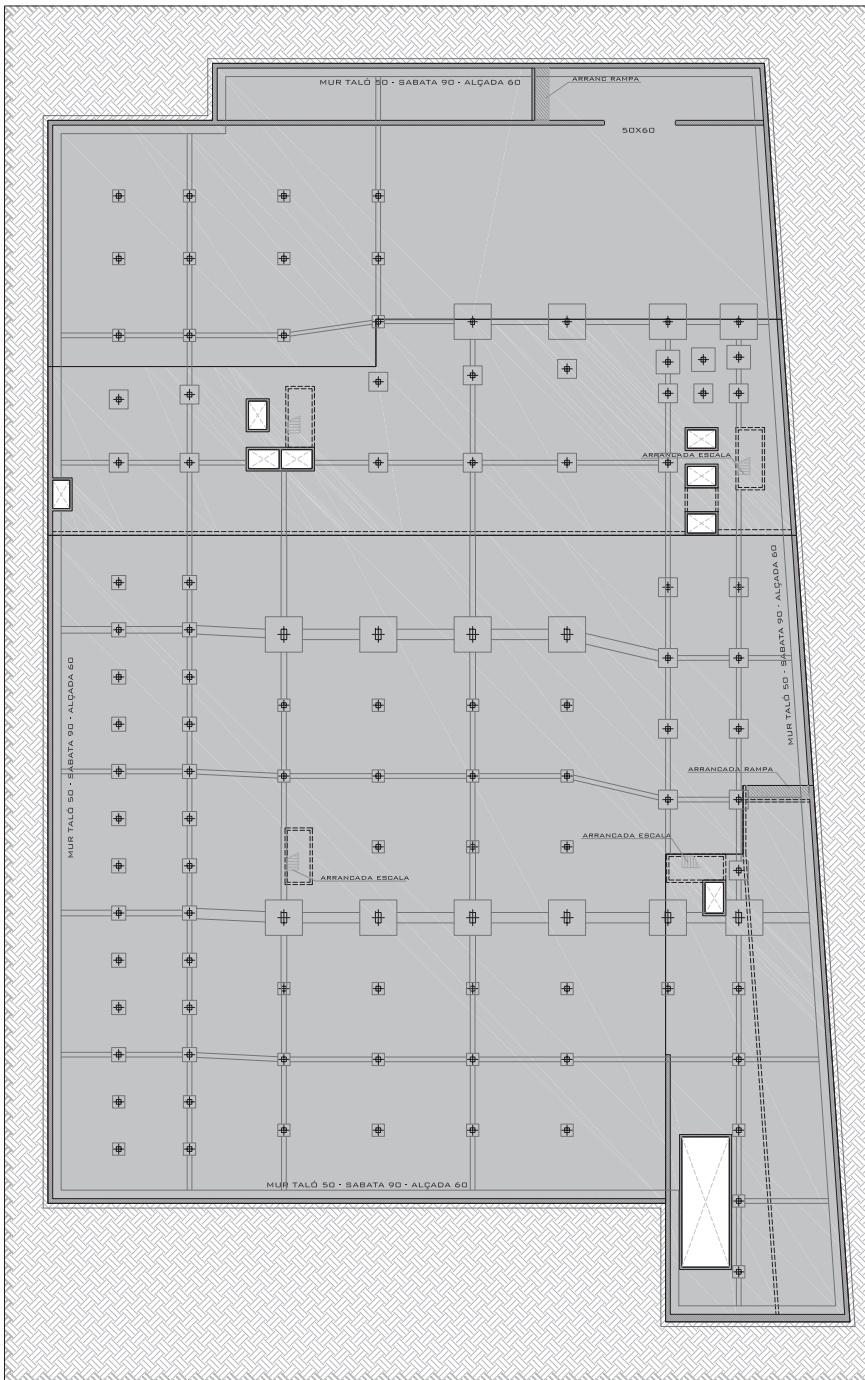 MUR TALÓ 50 - SABATA 90 - ALÇADA 60
ARRANC RAMPA
50X60
ARRANCADA ESCALA
MUR TALÓ 50 - SABATA 90 - ALÇADA 60
MUR TALÓ 50 - SABATA 90 - ALÇADA 60
ARRANCADA RAMPA
ARRANCADA ESCALA
ARRANCADA ESCALA
MUR TALÓ 50 - SABATA 90 - ALÇADA 60